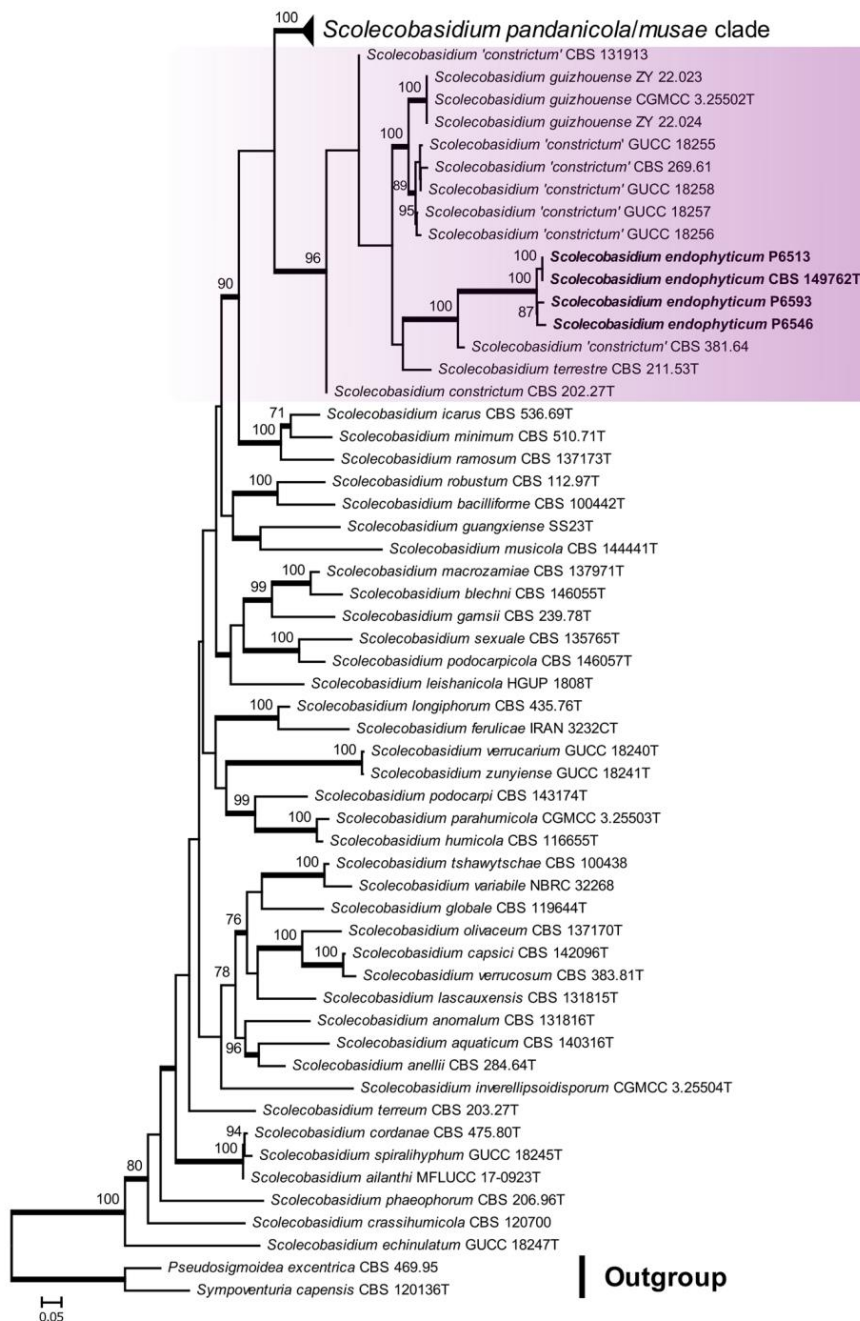 100
Scolecobasidium pandanicola/musae clade
Scolecobasidium 'constrictum' CBS 131913
Scolecobasidium guizhouense ZY 22.023
100
Scolecobasidium guizhouense CGMCC 3.25502T
Scolecobasidium guizhouense ZY 22.024
100
Scolecobasidium 'constrictum' GUCC 18255
Scolecobasidium 'constrictum' CBS 269.61
89
Scolecobasidium 'constrictum' GUCC 18258
95
Scolecobasidium 'constrictum' GUCC 18257
Scolecobasidium 'constrictum' GUCC 18256
96
100
Scolecobasidium endophyticum P6513
90
100
Scolecobasidium endophyticum CBS 149762T
100
Scolecobasidium endophyticum P6593
87
Scolecobasidium endophyticum P6546
Scolecobasidium 'constrictum' CBS 381.64
Scolecobasidium terrestre CBS 211.53T
Scolecobasidium constrictum CBS 202.27T
71
Scolecobasidium icarus CBS 536.69T
100
Scolecobasidium minimum CBS 510.71T
Scolecobasidium ramosum CBS 137173T
100
Scolecobasidium robustum CBS 112.97T
Scolecobasidium bacilliforme CBS 100442T
Scolecobasidium guangxiense SS23T
Scolecobasidium musicola CBS 144441T
100
Scolecobasidium macrozamiae CBS 137971T
99
Scolecobasidium blechni CBS 146055T
Scolecobasidium gamsii CBS 239.78T
100
Scolecobasidium sexuale CBS 135765T
Scolecobasidium podocarpicola CBS 146057T
Scolecobasidium leishanicola HGUP 1808T
100
Scolecobasidium longiphorum CBS 435.76T
Scolecobasidium ferulicae IRAN 3232CT
100
Scolecobasidium verrucarium GUCC 18240T
Scolecobasidium zunyiense GUCC 18241T
99
Scolecobasidium podocarpi CBS 143174T
100
Scolecobasidium parahumicola CGMCC 3.25503T
Scolecobasidium humicola CBS 116655T
100
Scolecobasidium tshawytschae CBS 100438
Scolecobasidium variabile NBRC 32268
76
Scolecobasidium globale CBS 119644T
100
Scolecobasidium olivaceum CBS 137170T
100
Scolecobasidium capsici CBS 142096T
78
Scolecobasidium verrucosum CBS 383.81T
Scolecobasidium lascauxensis CBS 131815T
Scolecobasidium anomalum CBS 131816T
96
Scolecobasidium aquaticum CBS 140316T
Scolecobasidium anellii CBS 284.64T
Scolecobasidium inverellipsoidisporum CGMCC 3.25504T
Scolecobasidium terreum CBS 203.27T
94
Scolecobasidium cordanae CBS 475.80T
100
Scolecobasidium spiralihyphum GUCC 18245T
80
Scolecobasidium ailanthi MFLUCC 17-0923T
100
Scolecobasidium phaeophorum CBS 206.96T
Scolecobasidium crassihumicola CBS 120700
Scolecobasidium echinulatum GUCC 18247T
Pseudosigmoidea excentrica CBS 469.95
Outgroup
Sympoventuria capensis CBS 120136T
0.05